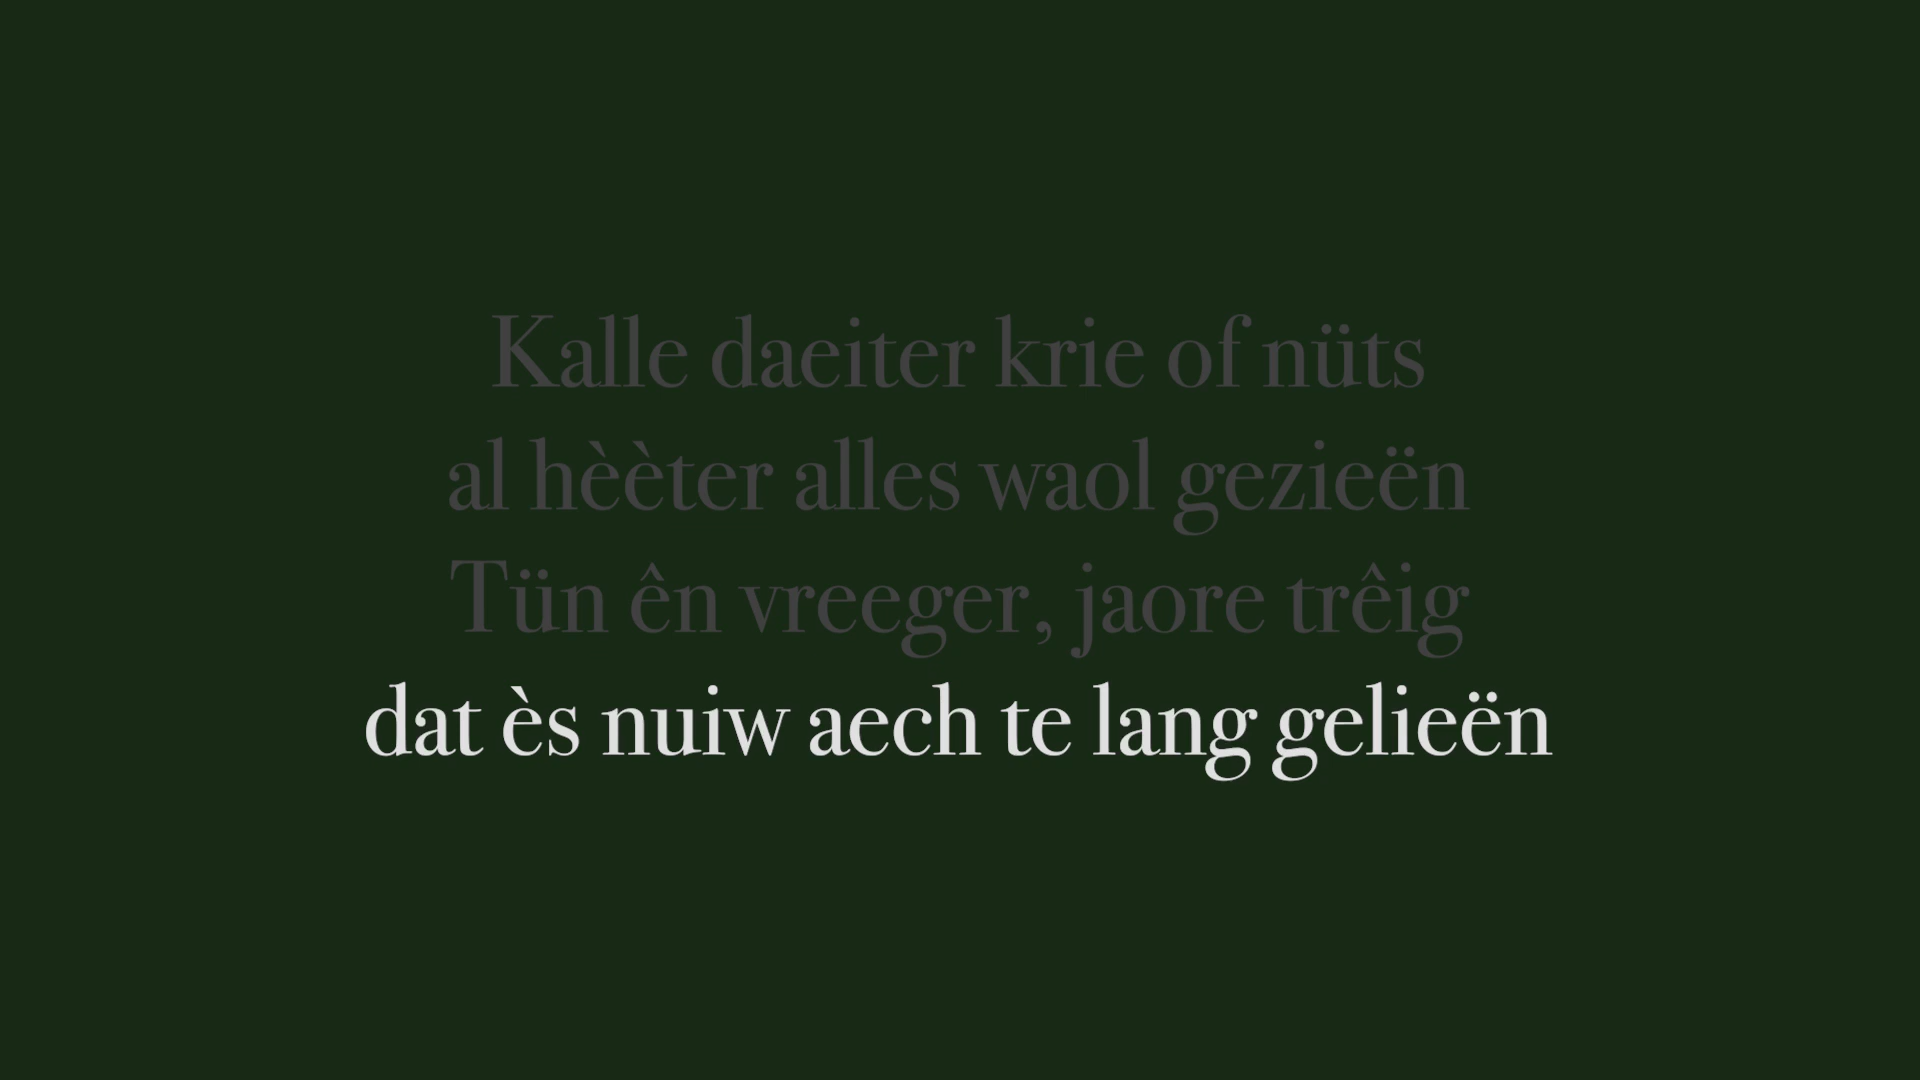 Kalle daeiter krie of nüts
al hèèter alles waol gezieën
Tün ên vreeger, jaore trêig
dat ès nuiw aech te lang gelieën